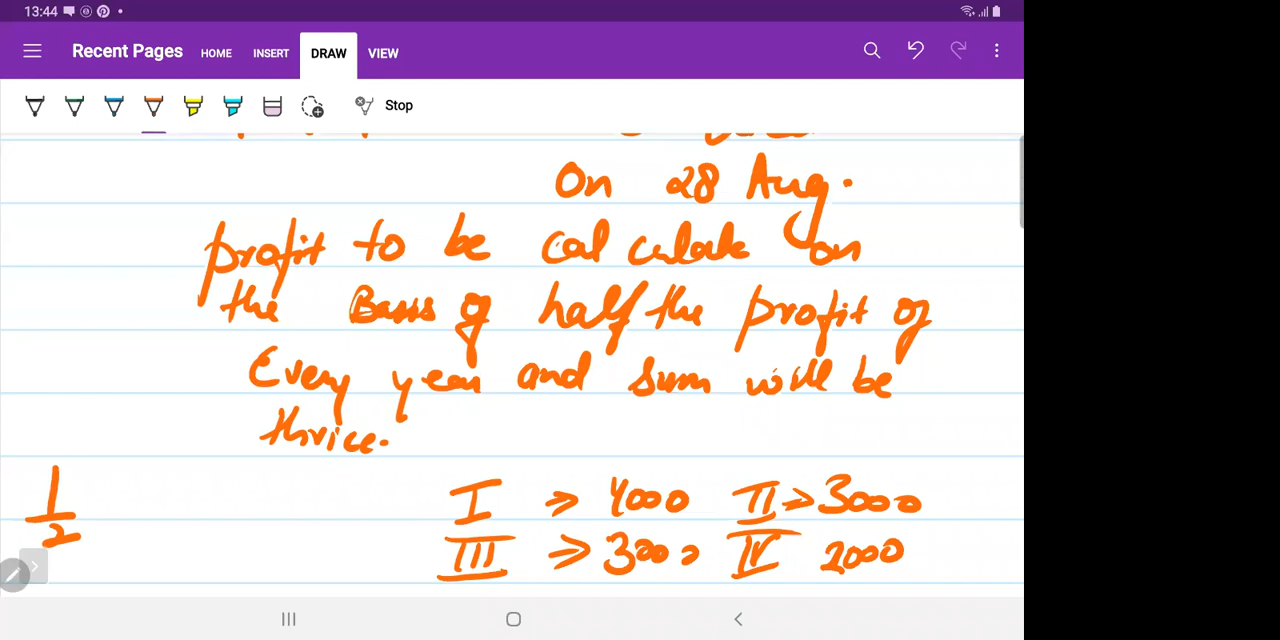 13:44
Recent Pages HOME INSERT DRAW VIEW
Stop
On 28 Aug.
profit to be calculate on
the Basis of half the profit of
Every year and sum will be
thrice.
1/2
I => 4000 II => 3000
III => 3000 IV 2000